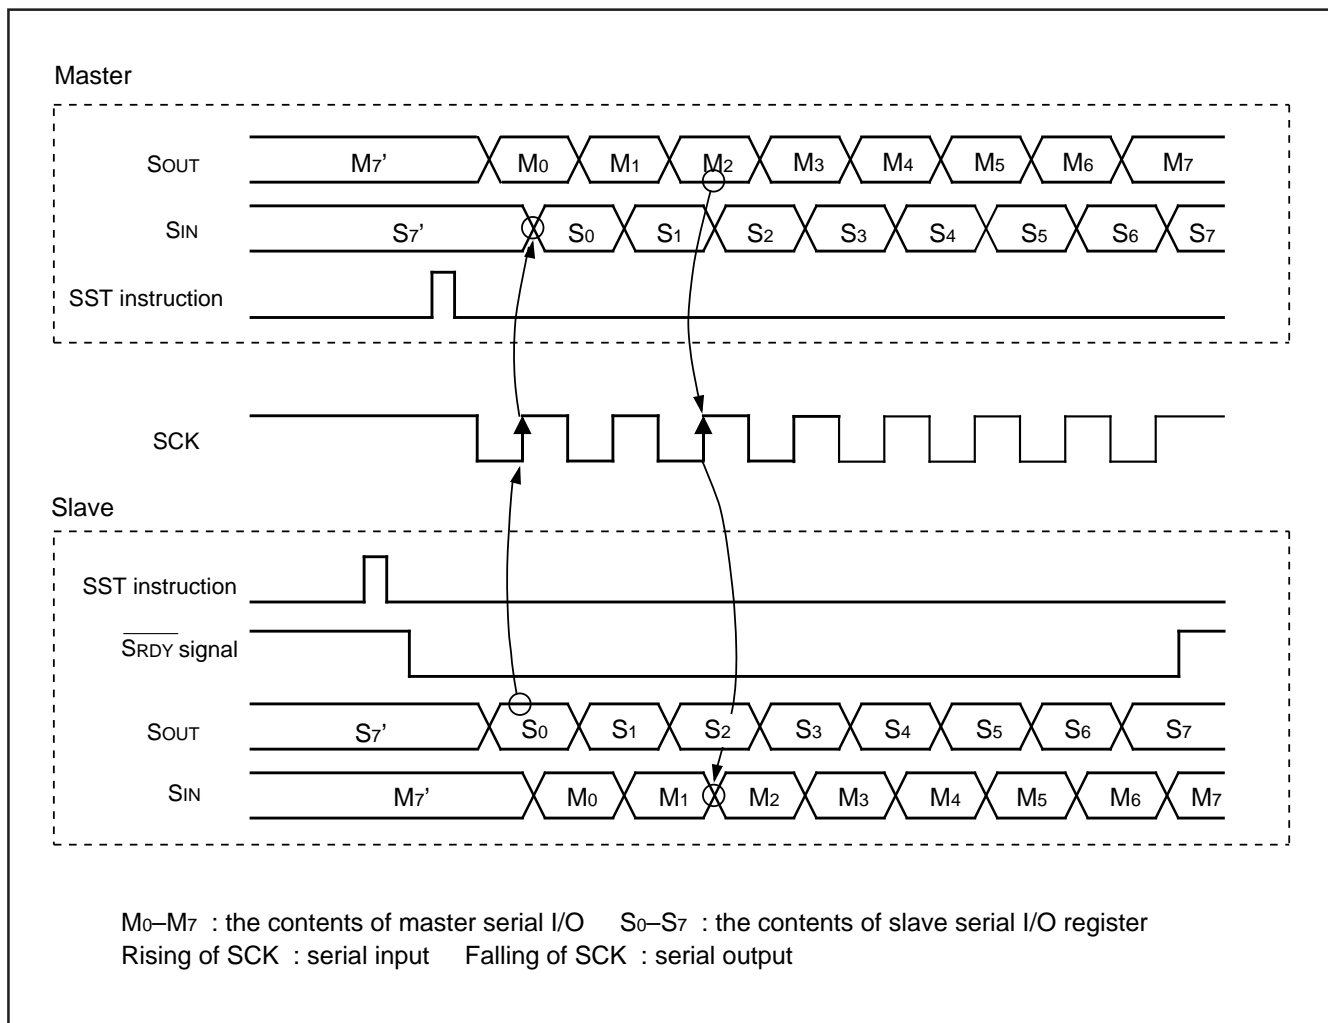 Master
SOUT M7' M0 M1 M2 M3 M4 M5 M6 M7
SIN S7' S0 S1 S2 S3 S4 S5 S6 S7
SST instruction
SCK
Slave
SST instruction
SRDY signal
SOUT S7' S0 S1 S2 S3 S4 S5 S6 S7
SIN M7' M0 M1 M2 M3 M4 M5 M6 M7
M0–M7 : the contents of master serial I/O S0–S7 : the contents of slave serial I/O register
Rising of SCK : serial input Falling of SCK : serial output